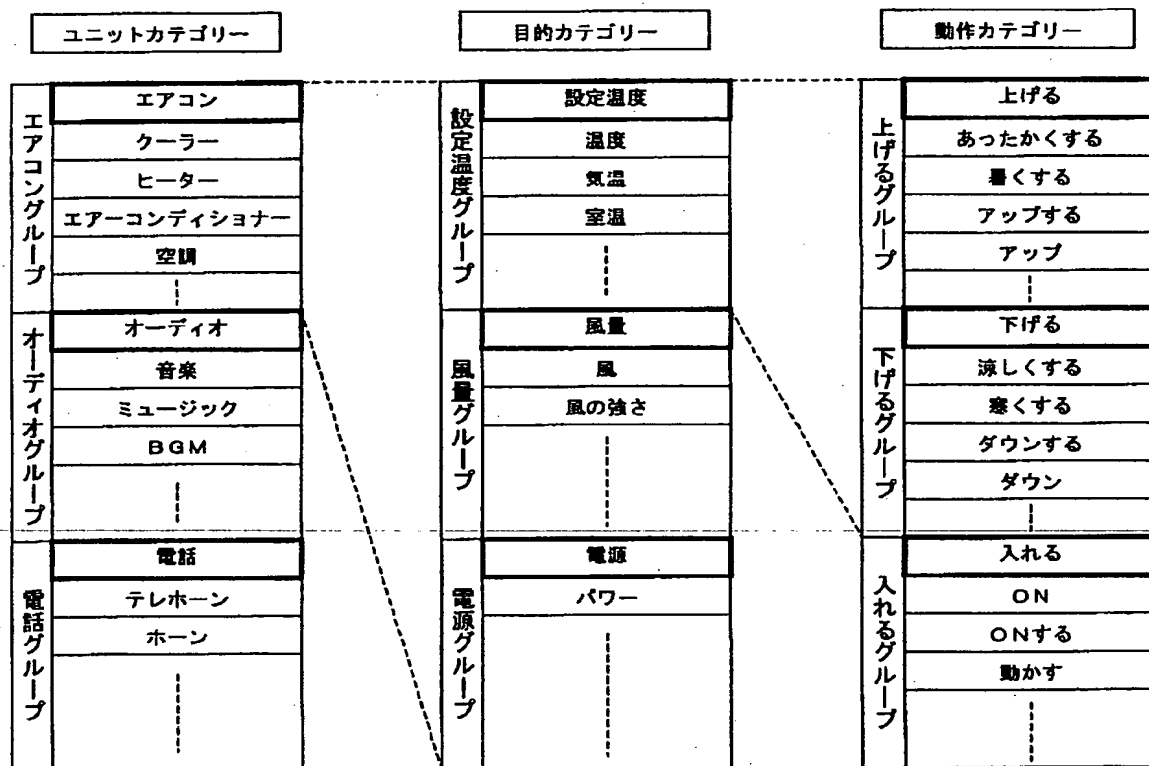 ユニットカテゴリー
目的カテゴリー
動作カテゴリー
エアコングループ
エアコン
クーラー
ヒーター
エアーコンディショナー
空調
オーディオグループ
オーディオ
音楽
ミュージック
BGM
電話グループ
電話
テレホーン
ホーン
設定温度グループ
設定温度
温度
気温
室温
風量グループ
風量
風
風の強さ
電源グループ
電源
パワー
上げるグループ
上げる
あったかくする
暑くする
アップする
アップ
下げるグループ
下げる
涼しくする
寒くする
ダウンする
ダウン
入れるグループ
入れる
ON
ONする
動かす